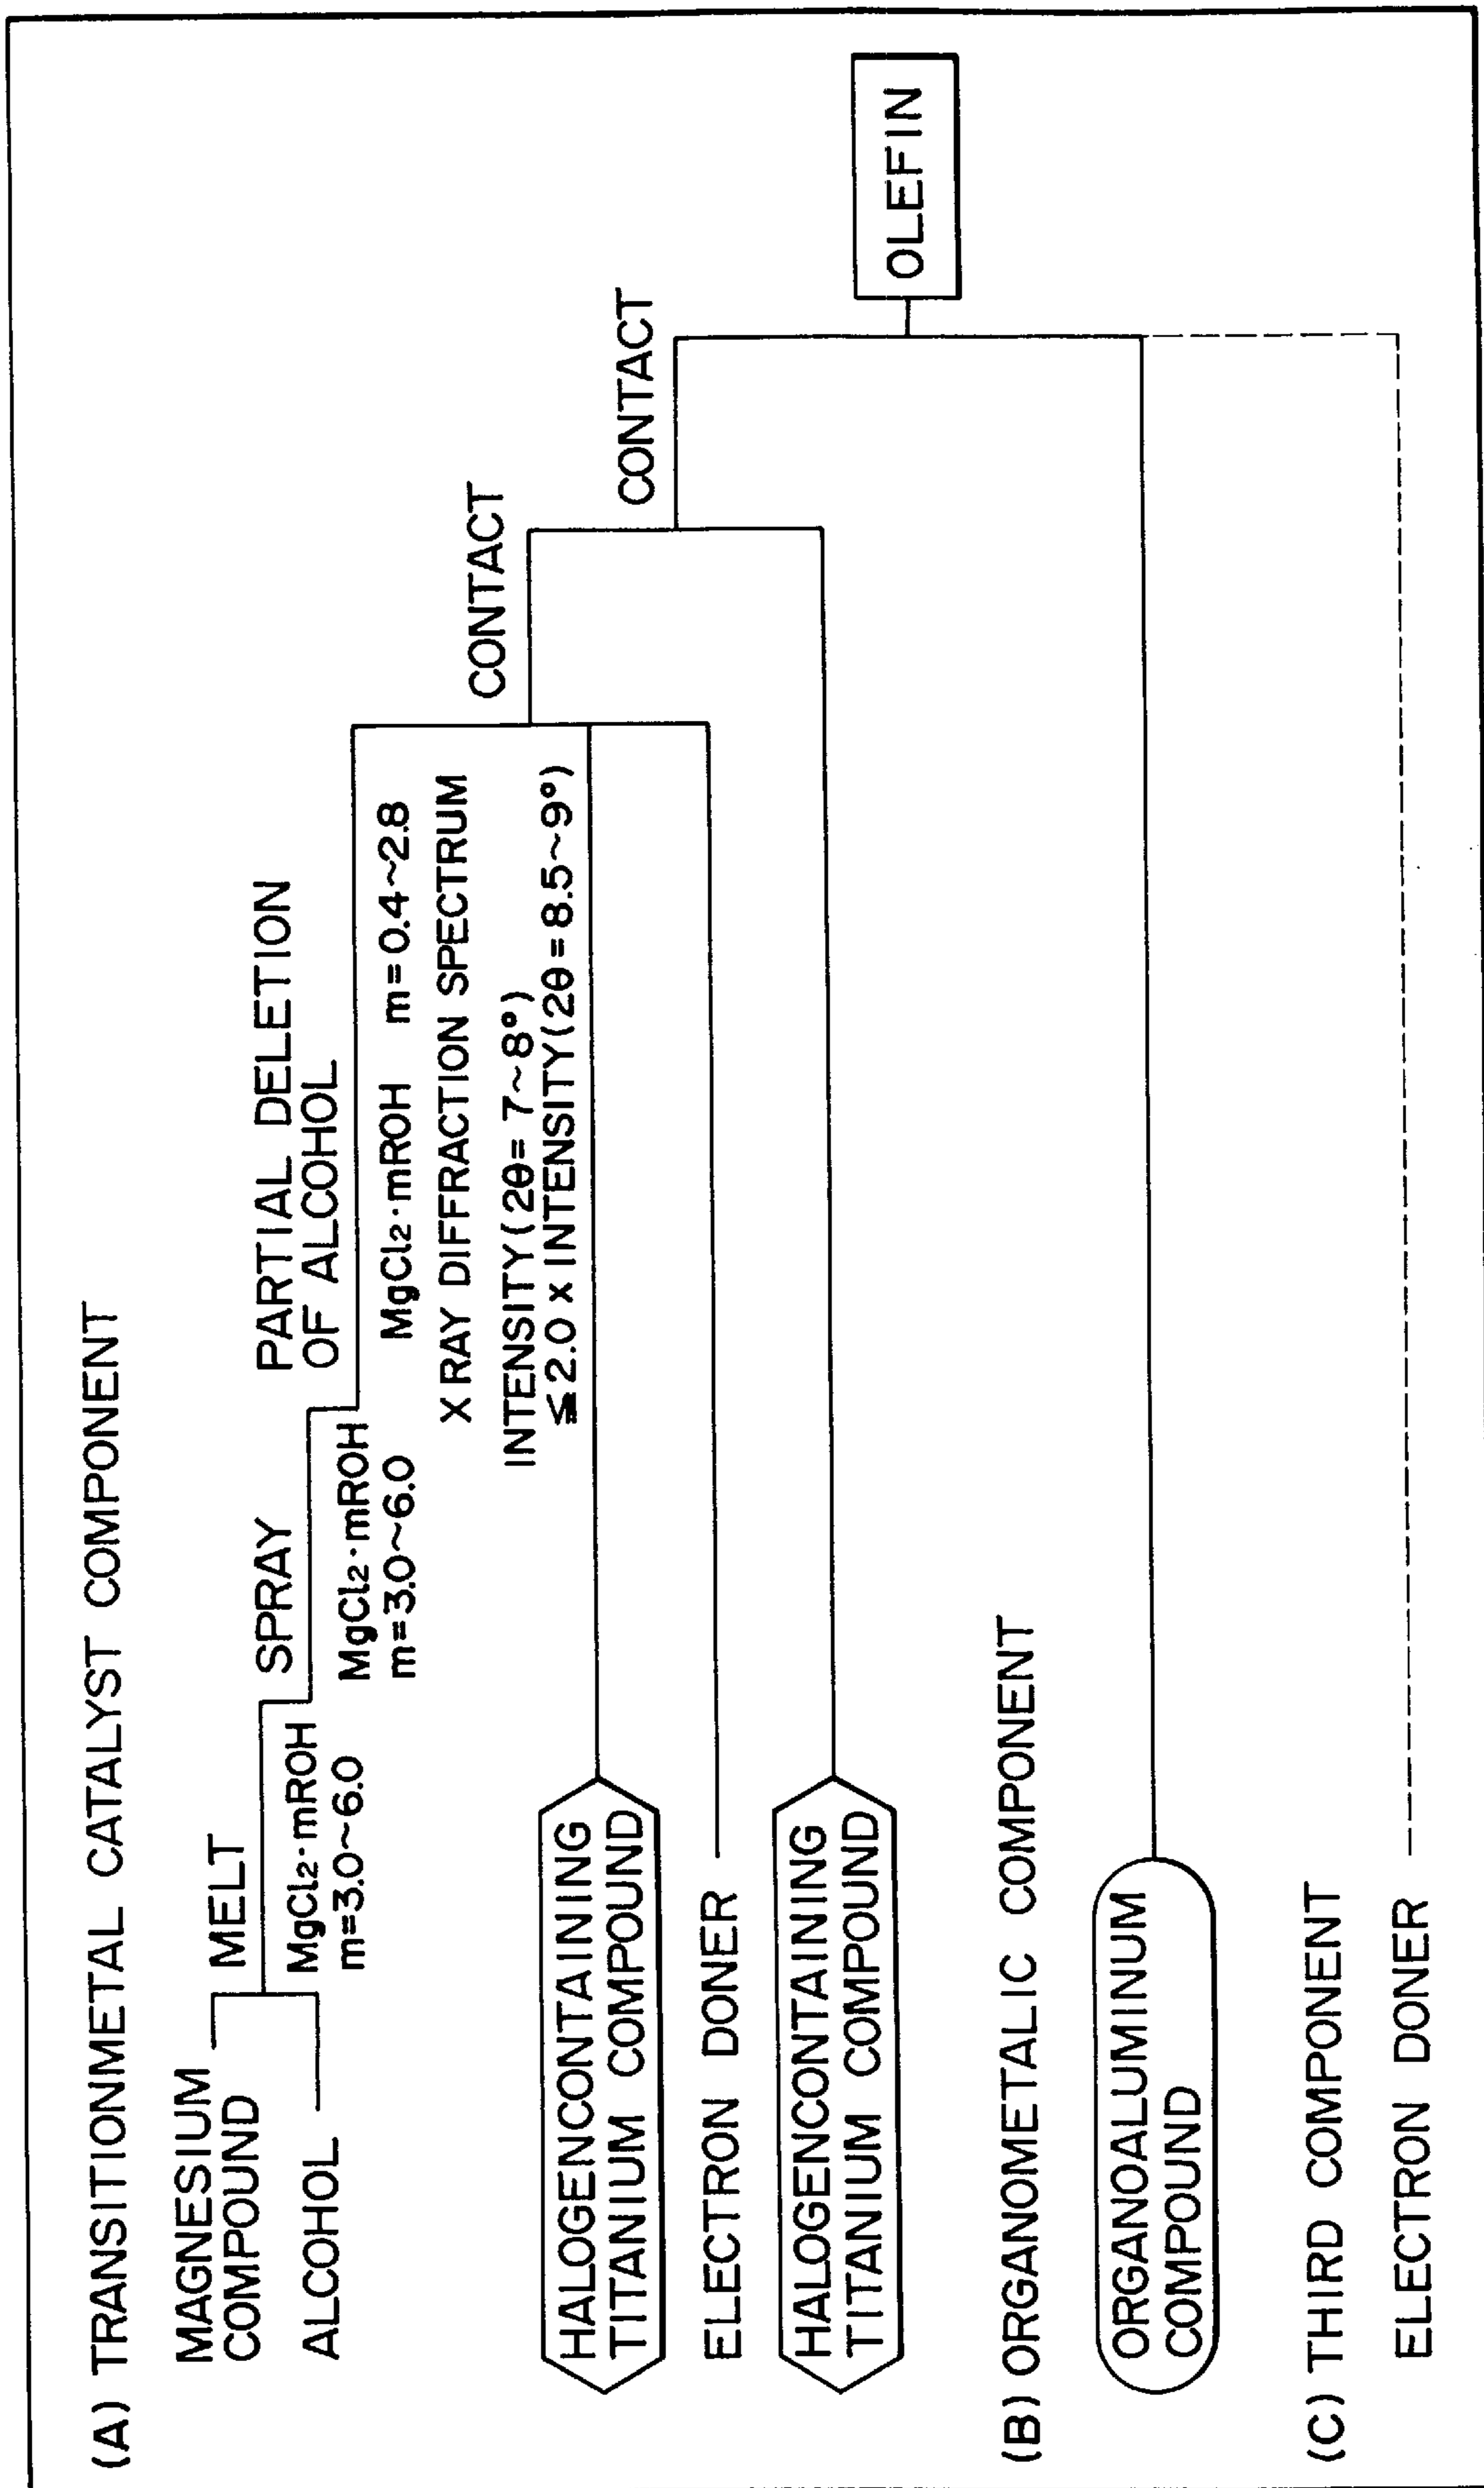 (A) TRANSITIONMETAL CATALYST COMPONENT
MAGNESIUM
COMPOUND
ALCOHOL
MELT
MgCl2·mROH
m=3.0~6.0
SPRAY
MgCl2·mROH
m=3.0~6.0
PARTIAL DELETION
OF ALCOHOL
MgCl2·mROH m=0.4~2.8
X RAY DIFFRACTION SPECTRUM
INTENSITY(2θ=7~8°)
≦2.0 x INTENSITY(2θ=8.5~9°)
CONTACT
CONTACT
HALOGENCONTAINING
TITANIUM COMPOUND
ELECTRON DONER
HALOGENCONTAINING
TITANIUM COMPOUND
OLEFIN
(B) ORGANOMETALIC COMPONENT
ORGANOALUMINUM
COMPOUND
(C) THIRD COMPONENT
ELECTRON DONER